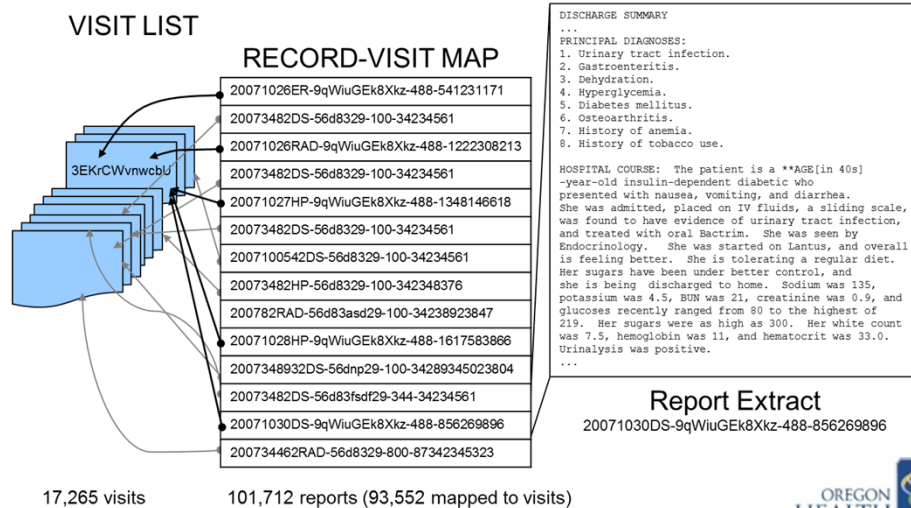 VISIT LIST
RECORD-VISIT MAP
3EKrCWvnwcbU
20071026ER-9qWiuGEk8Xkz-488-541231171
20073482DS-56d8329-100-34234561
20071026RAD-9qWiuGEk8Xkz-488-1222308213
20073482DS-56d8329-100-34234561
20071027HP-9qWiuGEk8Xkz-488-1348146618
20073482DS-56d8329-100-34234561
2007100542DS-56d8329-100-34234561
20073482HP-56d8329-100-342348376
200782RAD-56d83asd29-100-34238923847
20071028HP-9qWiuGEk8Xkz-488-1617583866
2007348932DS-56dnp29-100-34289345023804
20073482DS-56d83fsdf29-344-34234561
20071030DS-9qWiuGEk8Xkz-488-856269896
200734462RAD-56d8329-800-87342345323
DISCHARGE SUMMARY
...
PRINCIPAL DIAGNOSES:
1. Urinary tract infection.
2. Gastroenteritis.
3. Dehydration.
4. Hyperglycemia.
5. Diabetes mellitus.
6. Osteoarthritis.
7. History of anemia.
8. History of tobacco use.
HOSPITAL COURSE: The patient is a **AGE[in 40s]
-year-old insulin-dependent diabetic who
presented with nausea, vomiting, and diarrhea.
She was admitted, placed on IV fluids, a sliding scale,
was found to have evidence of urinary tract infection,
and treated with oral Bactrim. She was seen by
Endocrinology. She was started on Lantus, and overall
is feeling better. She is tolerating a regular diet.
Her sugars have been under better control, and
she is being discharged to home. Sodium was 135,
potassium was 4.5, BUN was 21, creatinine was 0.9, and
glucoses recently ranged from 80 to the highest of
219. Her sugars were as high as 300. Her white count
was 7.5, hemoglobin was 11, and hematocrit was 33.0.
Urinalysis was positive.
...
Report Extract
20071030DS-9qWiuGEk8Xkz-488-856269896
17,265 visits
101,712 reports (93,552 mapped to visits)
OREGON
HEALTH